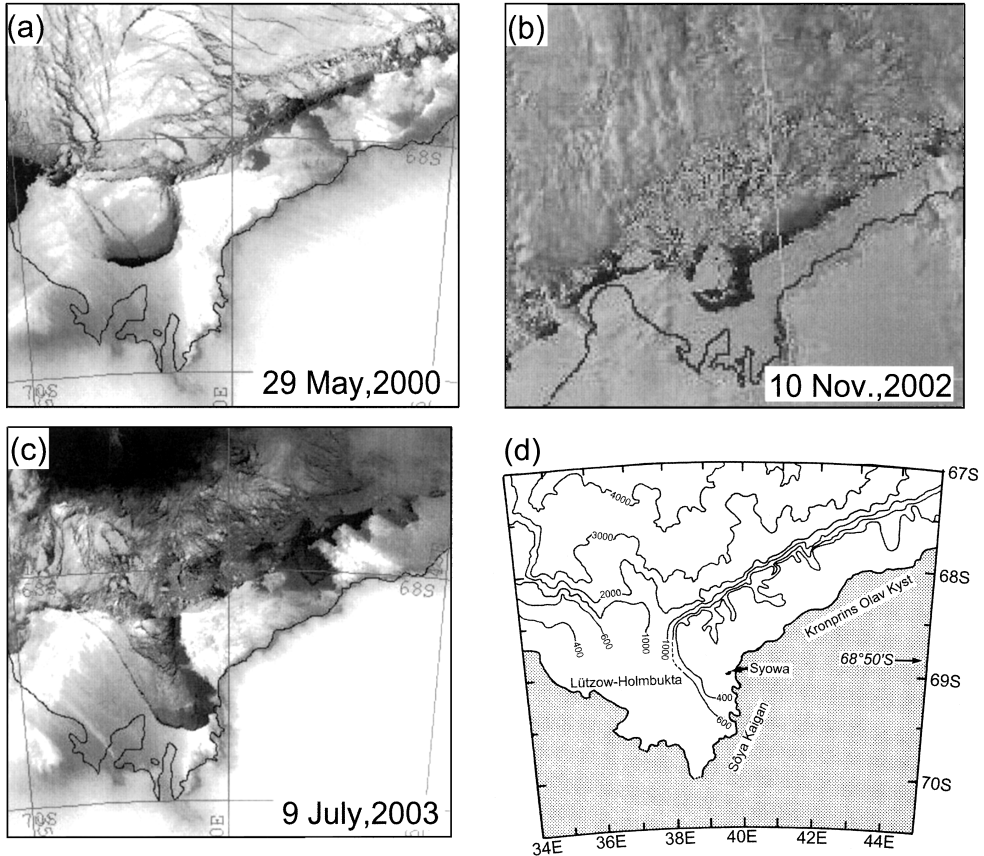 (a)
68S
70S
0E
29 May,2000
(b)
10 Nov.,2002
(c)
68S
68S
70S
0E
9 July,2003
(d)
67S
4000
3000
68S
2000
Kronprins Olav Kyst
400
600
1000
1000
68°50'S
Syowa
69S
Lützow-Holmbukta
400
600
Sôya Kaigan
70S
34E 36E 38E 40E 42E 44E